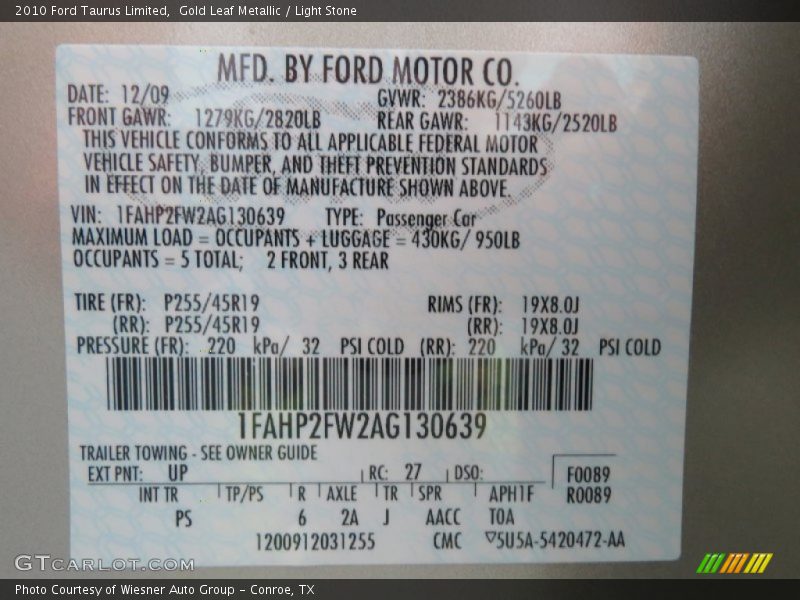 2010 Ford Taurus Limited,  Gold Leaf Metallic / Light Stone
MFD. BY FORD MOTOR CO.
DATE: 12/09 GVWR: 2386KG/5260LB
FRONT GAWR: 1279KG/2820LB REAR GAWR: 1143KG/2520LB
THIS VEHICLE CONFORMS TO ALL APPLICABLE FEDERAL MOTOR
VEHICLE SAFETY, BUMPER, AND THEFT PREVENTION STANDARDS
IN EFFECT ON THE DATE OF MANUFACTURE SHOWN ABOVE.
VIN: 1FAHP2FW2AG130639 TYPE: Passenger Car
MAXIMUM LOAD = OCCUPANTS + LUGGAGE = 430KG/ 950LB
OCCUPANTS = 5 TOTAL; 2 FRONT, 3 REAR
TIRE (FR): P255/45R19 RIMS (FR): 19X8.0J
(RR): P255/45R19 (RR): 19X8.0J
PRESSURE (FR): 220 kPa/ 32 PSI COLD (RR): 220 kPa/ 32 PSI COLD
1FAHP2FW2AG130639
TRAILER TOWING - SEE OWNER GUIDE
EXT PNT: UP RC: 27 DSO: F0089
INT TR TP/PS R AXLE TR SPR APH1F R0089
PS 6 2A J AACC TOA
1200912031255 CMC ▽5U5A-5420472-AA
GTCARLOT.COM
Photo Courtesy of Wiesner Auto Group - Conroe, TX